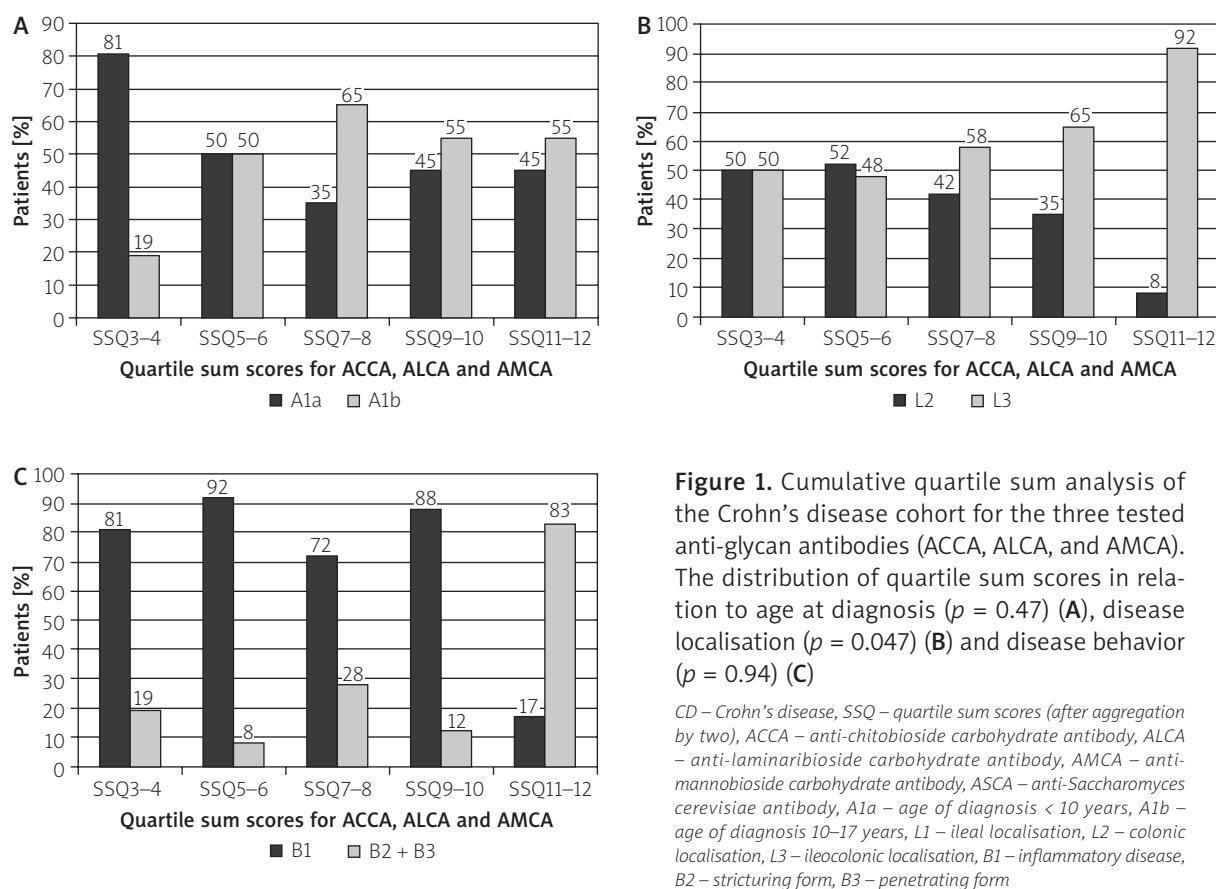 A
Patients [%]
90
80
70
60
50
40
30
20
10
0
81
19
50
50
35
65
45
55
45
55
SSQ3–4 SSQ5–6 SSQ7–8 SSQ9–10 SSQ11–12
Quartile sum scores for ACCA, ALCA and AMCA
A1a A1b
B
Patients [%]
100
90
80
70
60
50
40
30
20
10
0
50
50
52
48
42
58
35
65
8
92
SSQ3–4 SSQ5–6 SSQ7–8 SSQ9–10 SSQ11–12
Quartile sum scores for ACCA, ALCA and AMCA
L2 L3
C
Patients [%]
100
90
80
70
60
50
40
30
20
10
0
81
19
92
8
72
28
88
12
17
83
SSQ3–4 SSQ5–6 SSQ7–8 SSQ9–10 SSQ11–12
Quartile sum scores for ACCA, ALCA and AMCA
B1 B2 + B3
Figure 1. Cumulative quartile sum analysis of
the Crohn's disease cohort for the three tested
anti-glycan antibodies (ACCA, ALCA, and AMCA).
The distribution of quartile sum scores in rela-
tion to age at diagnosis (p = 0.47) (A), disease
localisation (p = 0.047) (B) and disease behavior
(p = 0.94) (C)
CD – Crohn's disease, SSQ – quartile sum scores (after aggregation
by two), ACCA – anti-chitobioside carbohydrate antibody, ALCA
– anti-laminaribioside carbohydrate antibody, AMCA – anti-
mannobioside carbohydrate antibody, ASCA – anti-Saccharomyces
cerevisiae antibody, A1a – age of diagnosis < 10 years, A1b –
age of diagnosis 10–17 years, L1 – ileal localisation, L2 – colonic
localisation, L3 – ileocolonic localisation, B1 – inflammatory disease,
B2 – stricturing form, B3 – penetrating form